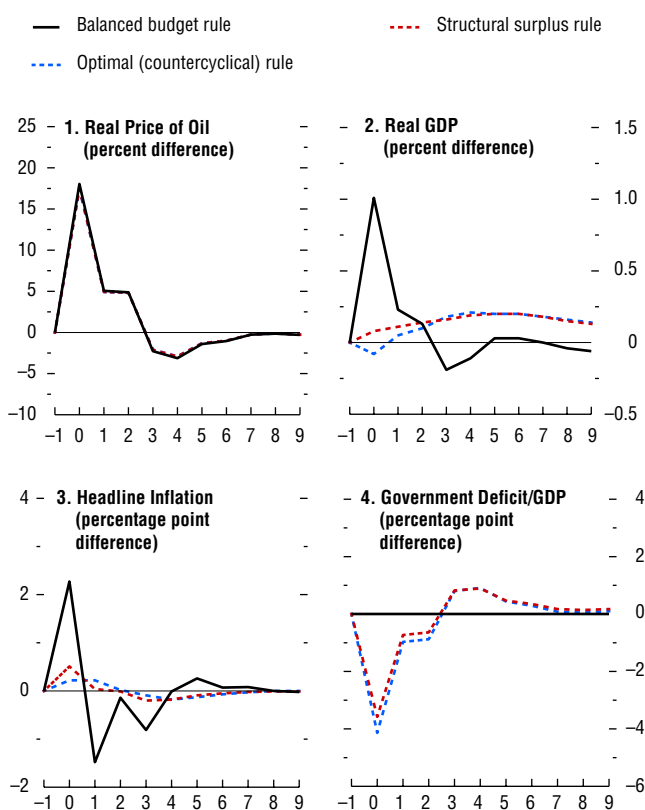 Balanced budget rule
Structural surplus rule
Optimal (countercyclical) rule
1. Real Price of Oil
(percent difference)
25
20
15
10
5
0
–5
–10
–1 0 1 2 3 4 5 6 7 8 9
2. Real GDP
(percent difference)
1.5
1.0
0.5
0.0
–0.5
–1 0 1 2 3 4 5 6 7 8 9
3. Headline Inflation
(percentage point
difference)
4
2
0
–2
–1 0 1 2 3 4 5 6 7 8 9
4. Government Deficit/GDP
(percentage point
difference)
4
2
0
–2
–4
–6
–1 0 1 2 3 4 5 6 7 8 9